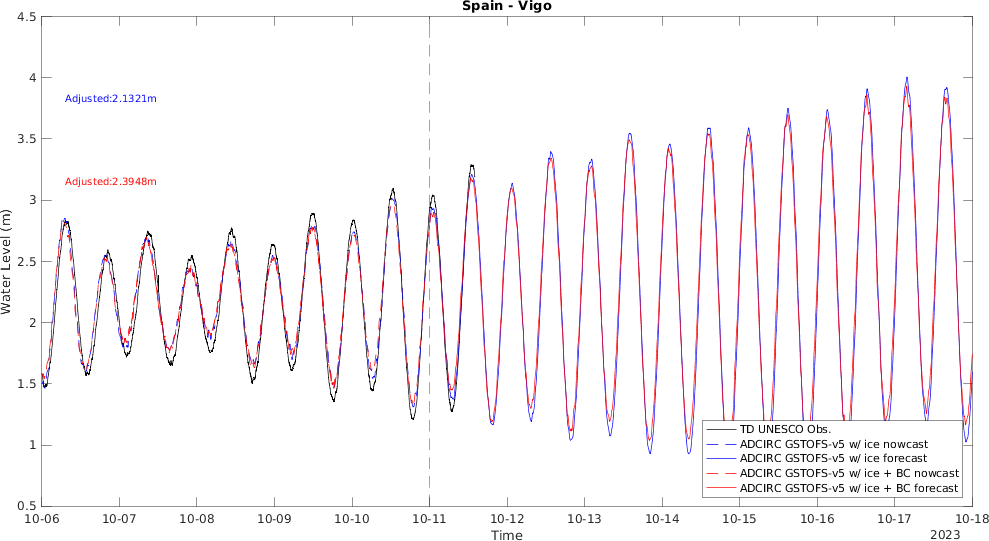 Spain - Vigo
4.5
4
3.5
3
2.5
2
1.5
1
0.5
Water Level (m)
Adjusted:2.1321m
Adjusted:2.3948m
TD UNESCO Obs.
ADCIRC GSTOFS-v5 w/ ice nowcast
ADCIRC GSTOFS-v5 w/ ice forecast
ADCIRC GSTOFS-v5 w/ ice + BC nowcast
ADCIRC GSTOFS-v5 w/ ice + BC forecast
10-06 10-07 10-08 10-09 10-10 10-11 10-12 10-13 10-14 10-15 10-16 10-17 10-18
Time
2023